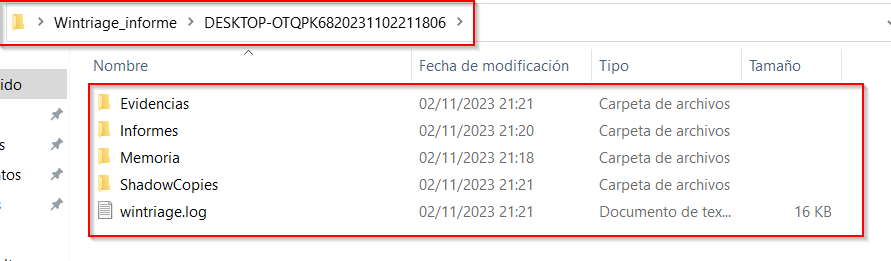 Wintriage_informe > DESKTOP-OTQPK6820231102211806 >
Nombre Fecha de modificación Tipo Tamaño
ido
Evidencias 02/11/2023 21:21 Carpeta de archivos
Informes 02/11/2023 21:20 Carpeta de archivos
s
Memoria 02/11/2023 21:18 Carpeta de archivos
ntos
ShadowCopies 02/11/2023 21:21 Carpeta de archivos
s
wintriage.log 02/11/2023 21:21 Documento de tex... 16 KB